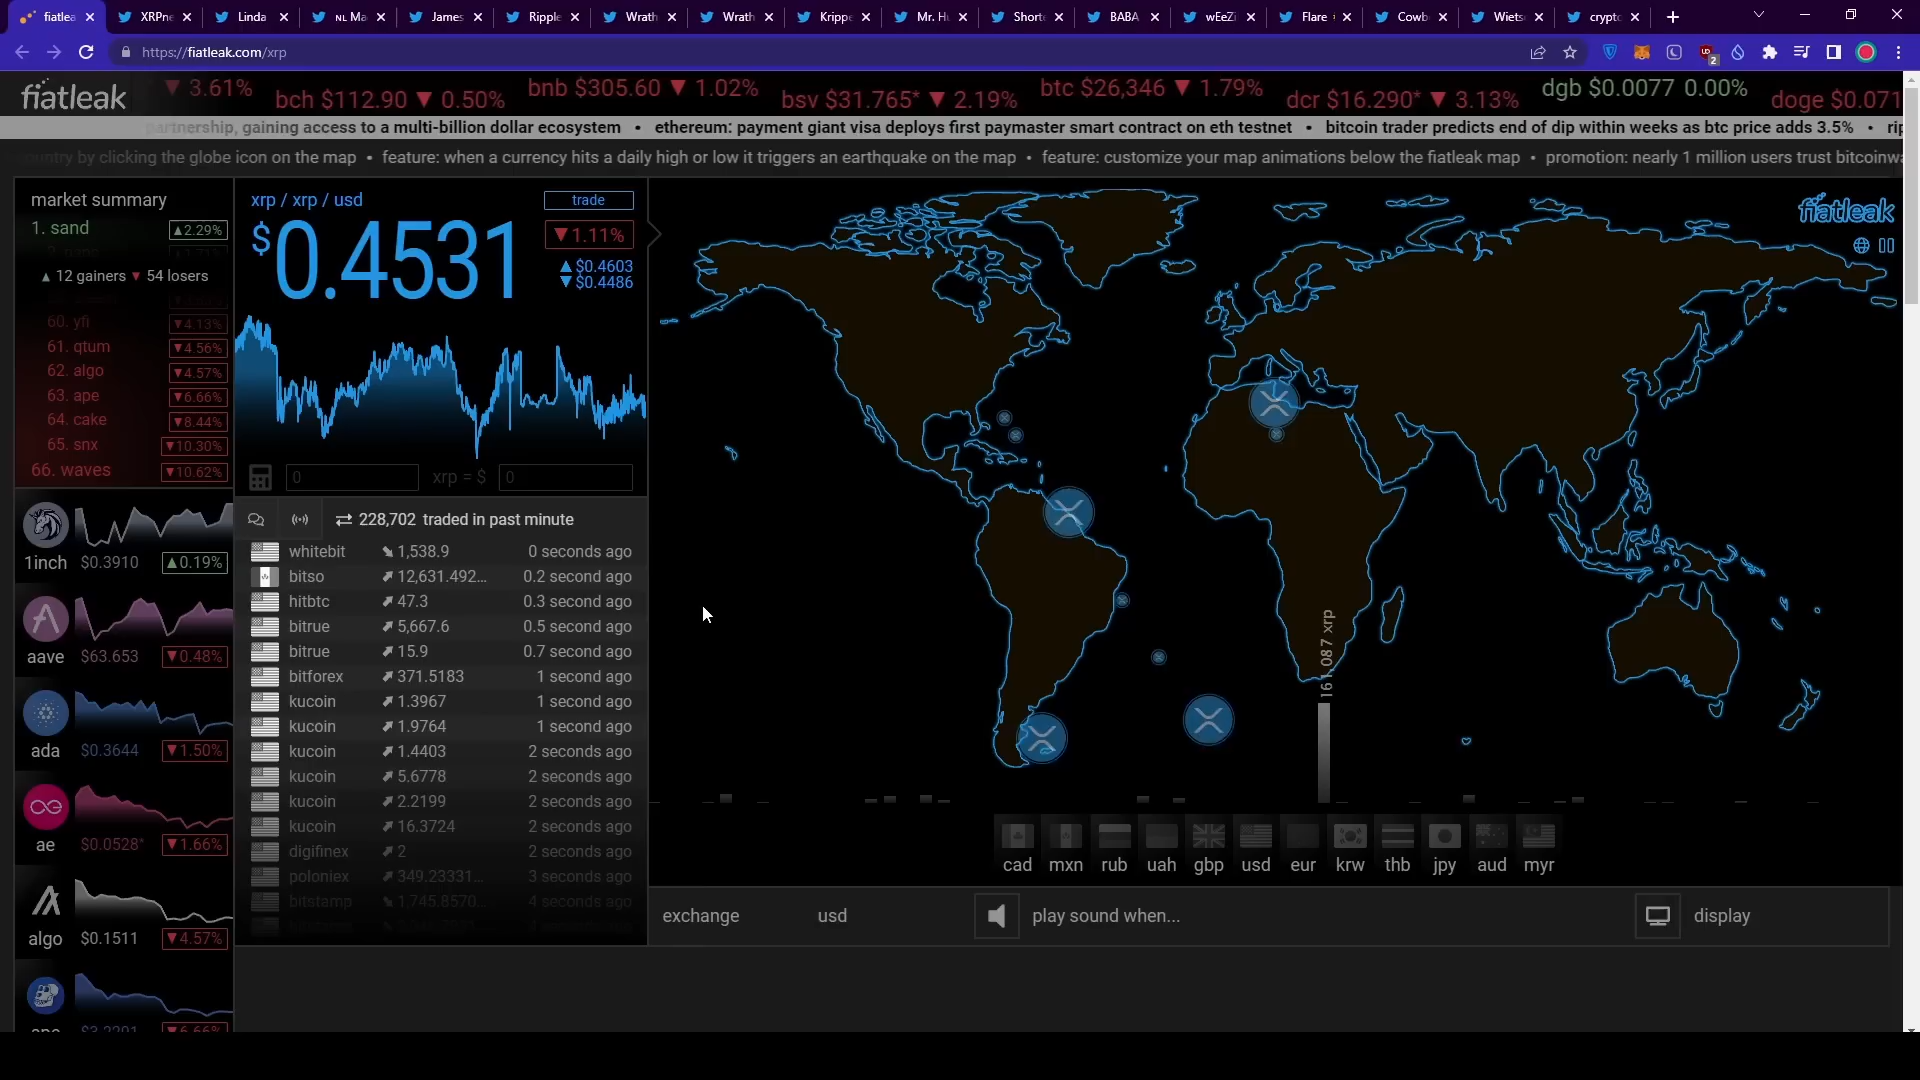 fiatlea
XRPne
Linda
NL Ma
James
Ripple
Wrath
Wrath
Krippe
Mr. H
Shorte
BABA
wEeZi
Flare
Cowb
Wiets
crypto
https://fiatleak.com/xrp
2
fiatleak
▼ 3.61%
bch $112.90 ▼ 0.50%
bnb $305.60 ▼ 1.02%
bsv $31.765* ▼ 2.19%
btc $26,346 ▼ 1.79%
dcr $16.290* ▼ 3.13%
dgb $0.0077 0.00%
doge $0.071
partnership, gaining access to a multi-billion dollar ecosystem • ethereum: payment giant visa deploys first paymaster smart contract on eth testnet • bitcoin trader predicts end of dip within weeks as btc price adds 3.5% • rip
country by clicking the globe icon on the map • feature: when a currency hits a daily high or low it triggers an earthquake on the map • feature: customize your map animations below the fiatleak map • promotion: nearly 1 million users trust bitcoinwa
market summary
1. sand ▲2.29%
▲ 12 gainers ▼ 54 losers
60. yfi ▼4.13%
61. qtum ▼4.56%
62. algo ▼4.57%
63. ape ▼6.66%
64. cake ▼8.44%
65. snx ▼10.30%
66. waves ▼10.62%
1inch $0.3910 ▲0.19%
aave $63.653 ▼0.48%
ada $0.3644 ▼1.50%
ae $0.0528* ▼1.66%
algo $0.1511 ▼4.57%
ape $3.2291 ▼6.66%
xrp / xrp / usd
trade
$0.4531
▼1.11%
▲ $0.4603
▼ $0.4486
0 xrp = $ 0
228,702 traded in past minute
whitebit 1,538.9 0 seconds ago
bitso 12,631.492... 0.2 second ago
hitbtc 47.3 0.3 second ago
bitrue 5,667.6 0.5 second ago
bitrue 15.9 0.7 second ago
bitforex 371.5183 1 second ago
kucoin 1.3967 1 second ago
kucoin 1.9764 1 second ago
kucoin 1.4403 2 seconds ago
kucoin 5.6778 2 seconds ago
kucoin 2.2199 2 seconds ago
kucoin 16.3724 2 seconds ago
digifinex 2 2 seconds ago
poloniex 349.23331... 3 seconds ago
bitstamp 1,745.8570... 4 seconds ago
fiatleak
161,087 xrp
cad
mxn
rub
uah
gbp
usd
eur
krw
thb
jpy
aud
myr
exchange
usd
play sound when...
display